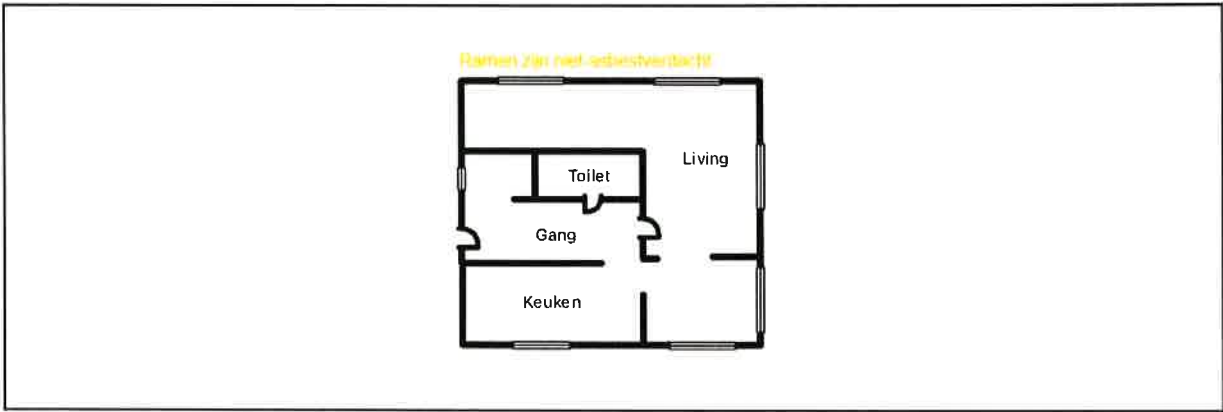 Ramen zijn niet-asbestverdacht
Living
Toilet
Gang
Keuken